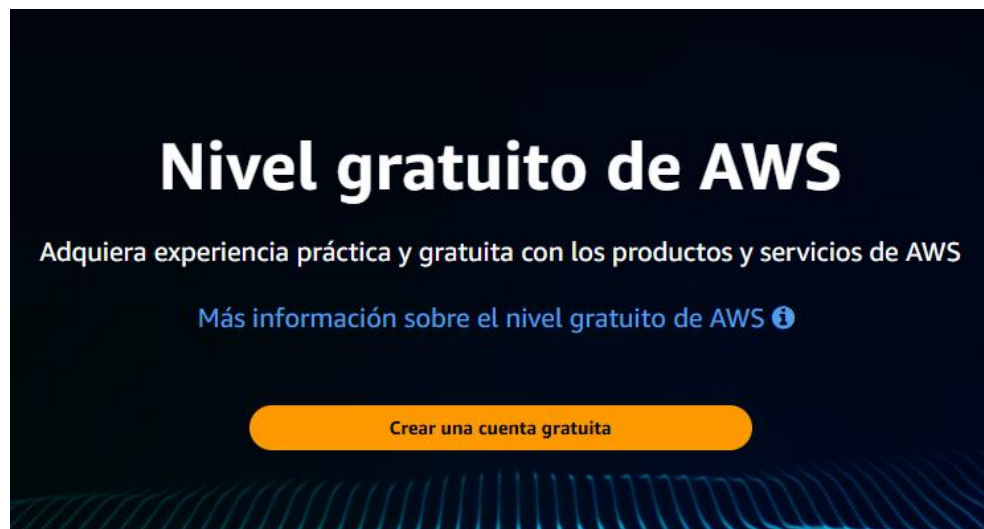 Nivel gratuito de AWS
Adquiera experiencia práctica y gratuita con los productos y servicios de AWS
Más información sobre el nivel gratuito de AWS
Crear una cuenta gratuita